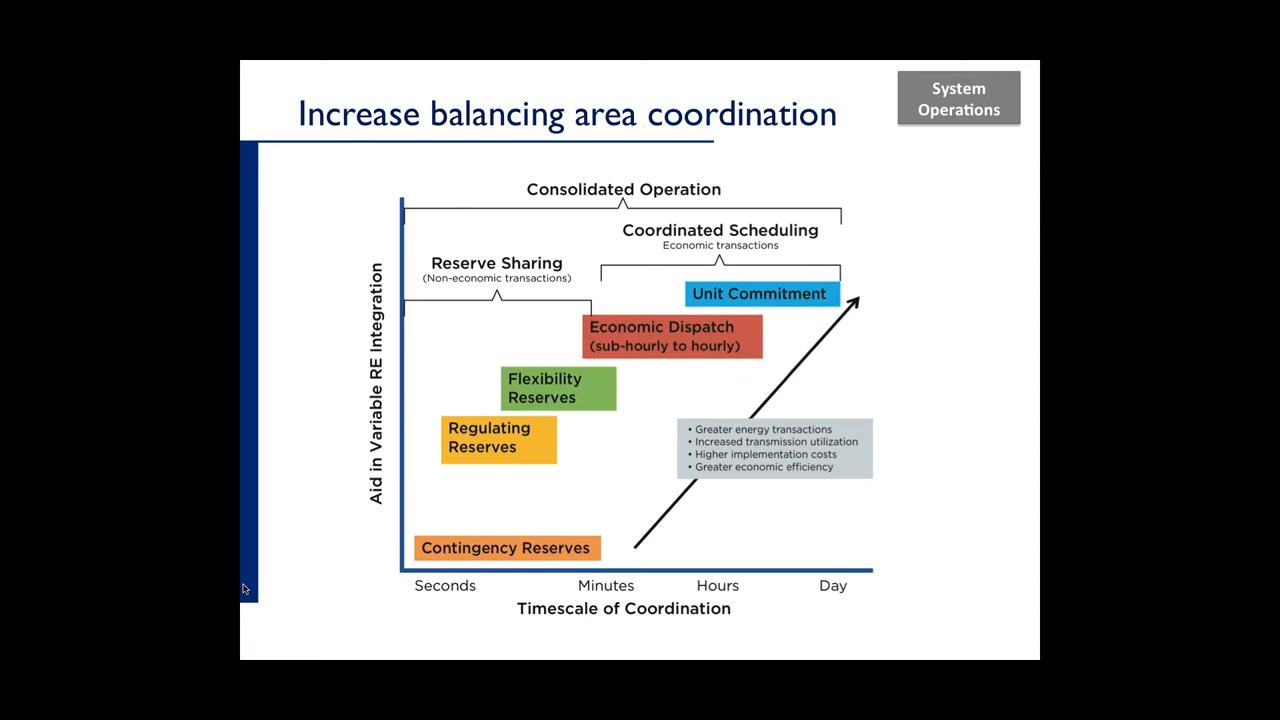 System
Operations
Increase balancing area coordination
Consolidated Operation
Coordinated Scheduling
Economic transactions
Reserve Sharing
(Non-economic transactions)
Unit Commitment
Economic Dispatch
(sub-hourly to hourly)
Flexibility
Reserves
Regulating
Reserves
• Greater energy transactions
• Increased transmission utilization
• Higher implementation costs
• Greater economic efficiency
Contingency Reserves
Aid in Variable RE Integration
Seconds Minutes Hours Day
Timescale of Coordination